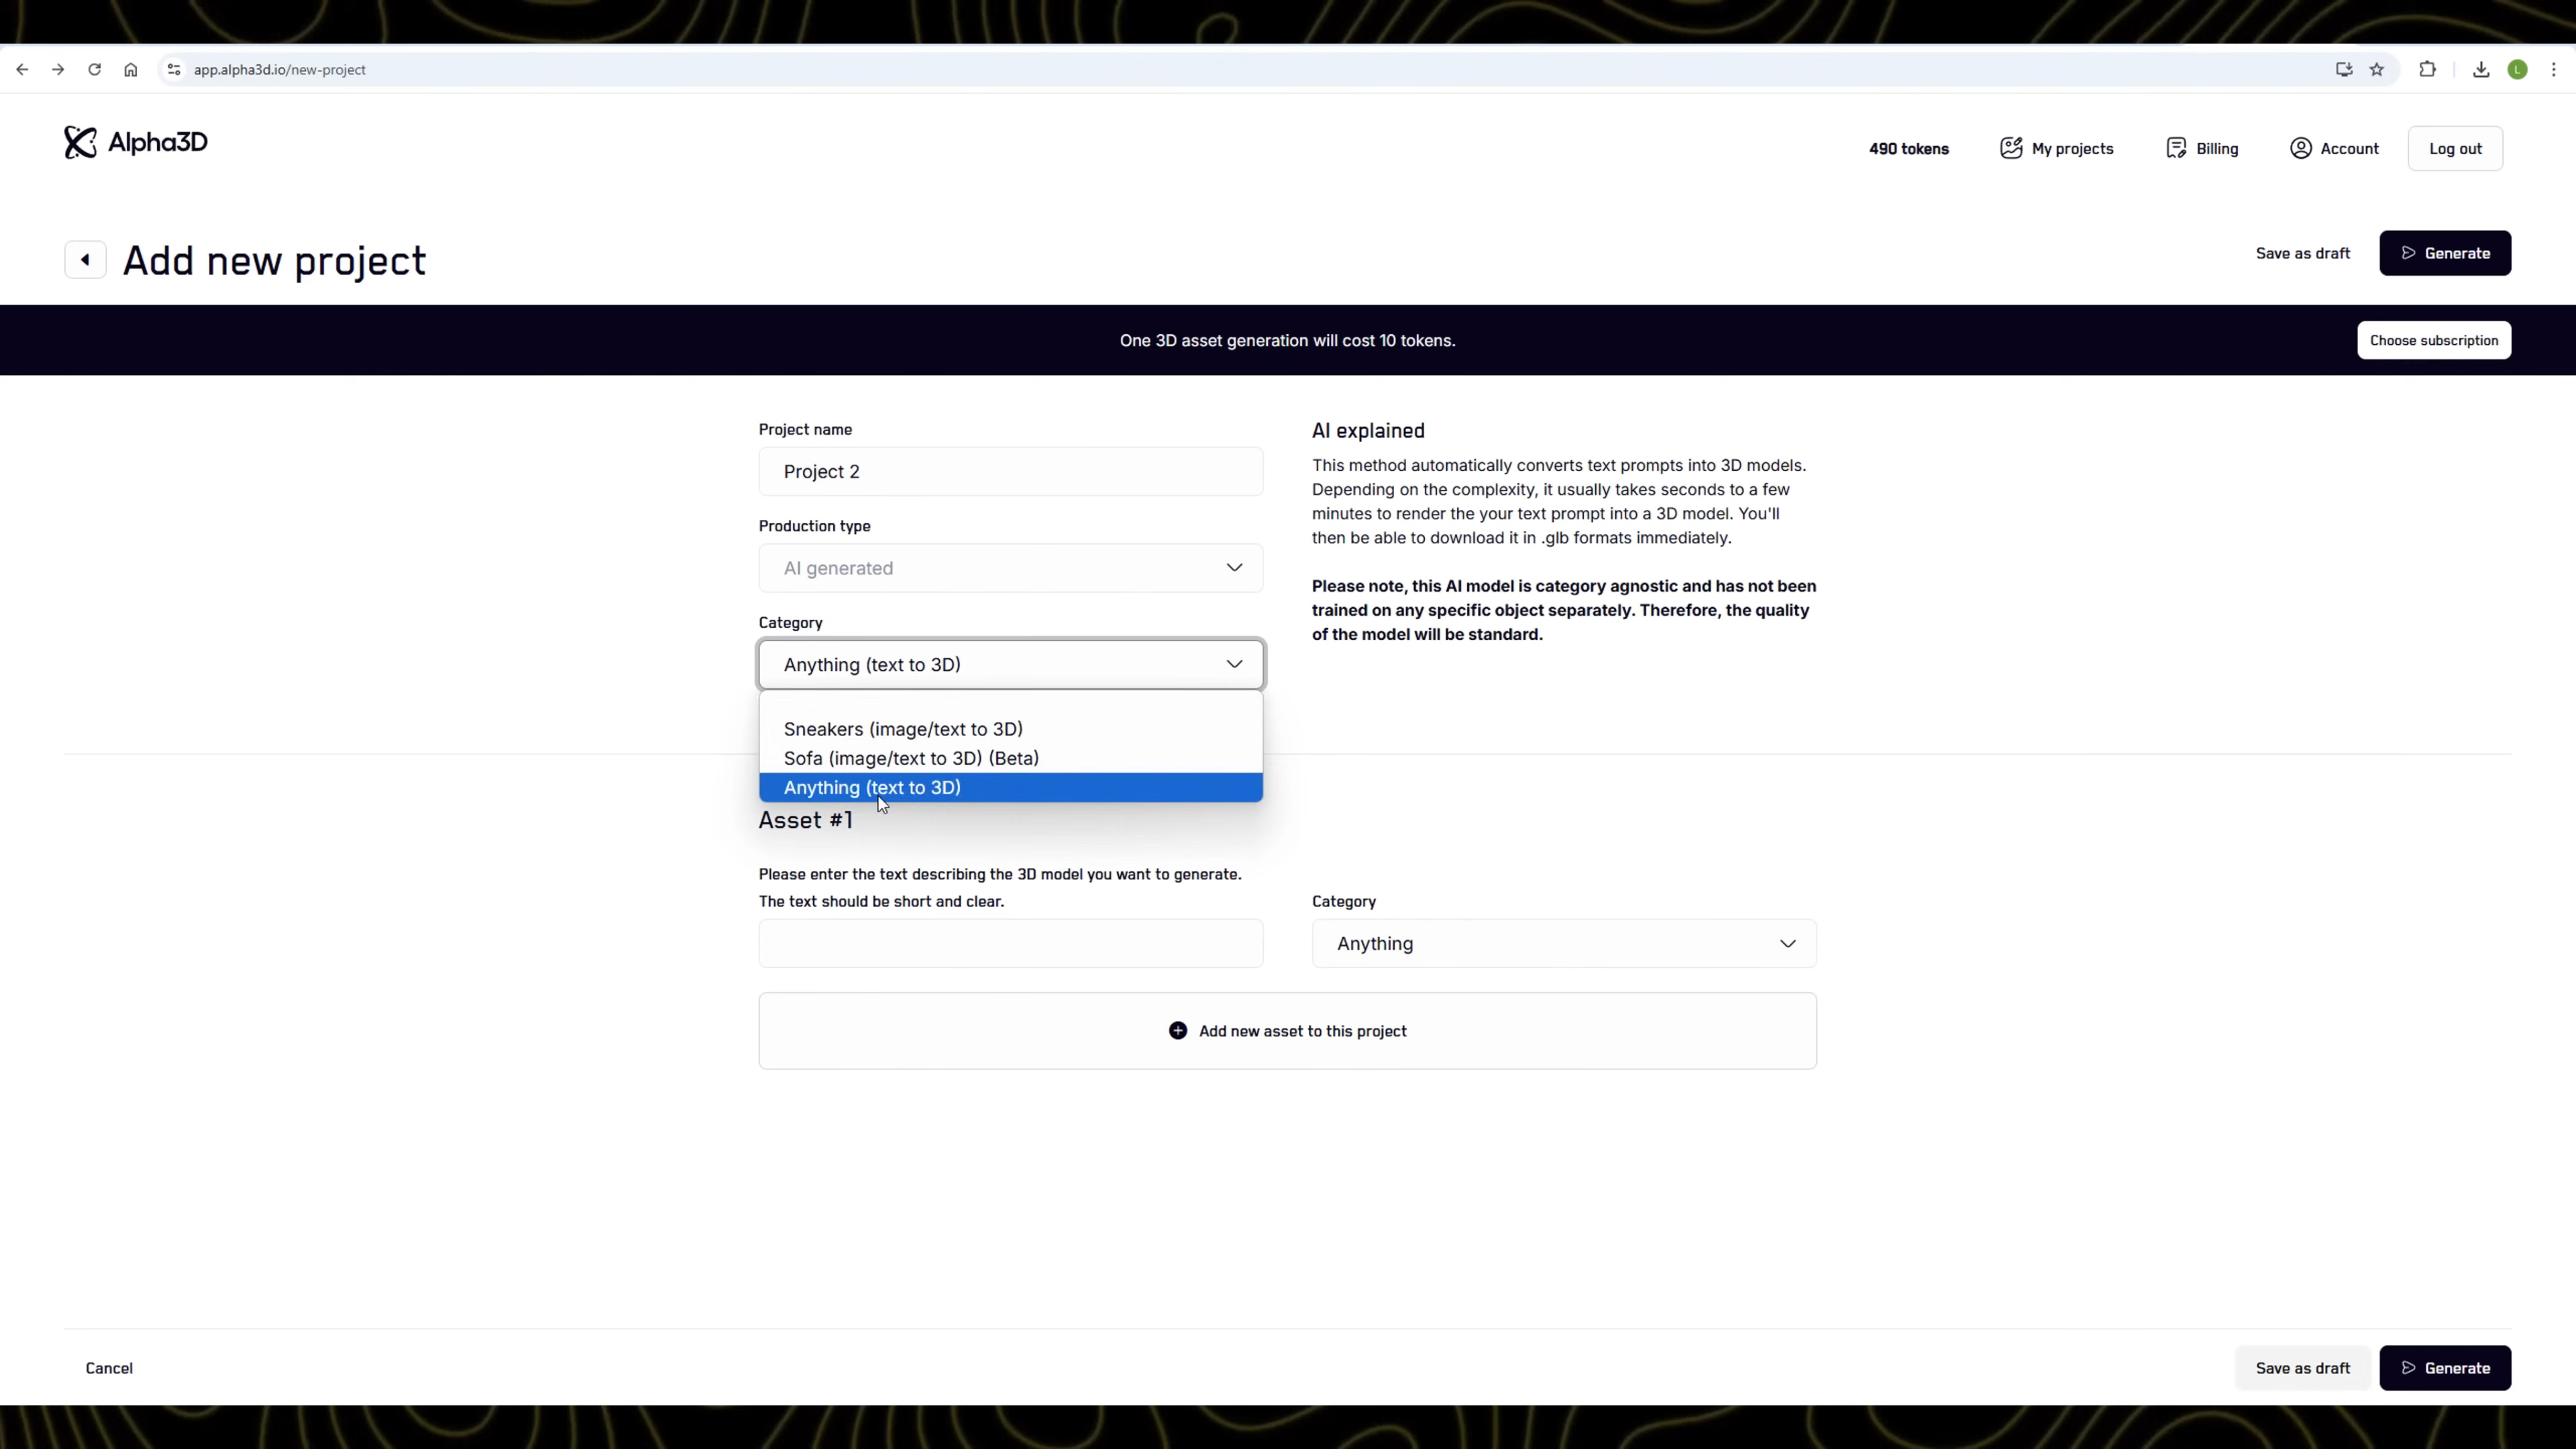 app.alpha3d.io/new-project
L
Alpha3D
490 tokens
My projects
Billing
Account
Log out
Add new project
Save as draft
Generate
One 3D asset generation will cost 10 tokens.
Choose subscription
Project name
Project 2
Production type
AI generated
Category
Anything (text to 3D)
Sneakers (image/text to 3D)
Sofa (image/text to 3D) (Beta)
Anything (text to 3D)
AI explained
This method automatically converts text prompts into 3D models.
Depending on the complexity, it usually takes seconds to a few
minutes to render the your text prompt into a 3D model. You'll
then be able to download it in .glb formats immediately.
Please note, this AI model is category agnostic and has not been
trained on any specific object separately. Therefore, the quality
of the model will be standard.
Asset #1
Please enter the text describing the 3D model you want to generate.
The text should be short and clear.
Category
Anything
Add new asset to this project
Cancel
Save as draft
Generate